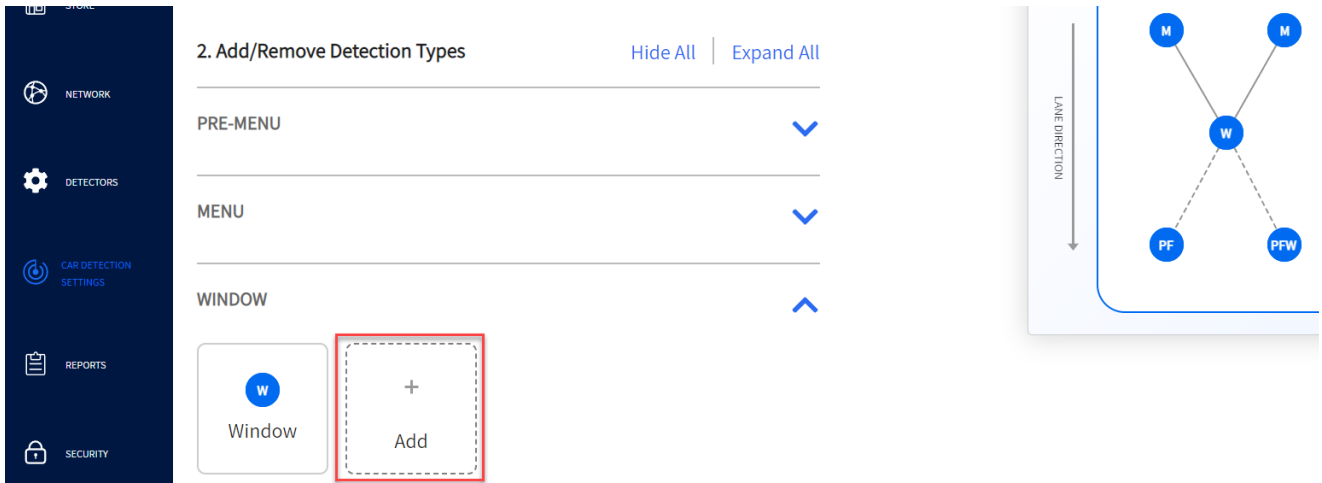 STORE
NETWORK
DETECTORS
CAR DETECTION
SETTINGS
REPORTS
SECURITY
2. Add/Remove Detection Types
Hide All
Expand All
PRE-MENU
MENU
WINDOW
W
Window
+
Add
LANE DIRECTION
M
M
W
PF
PFW